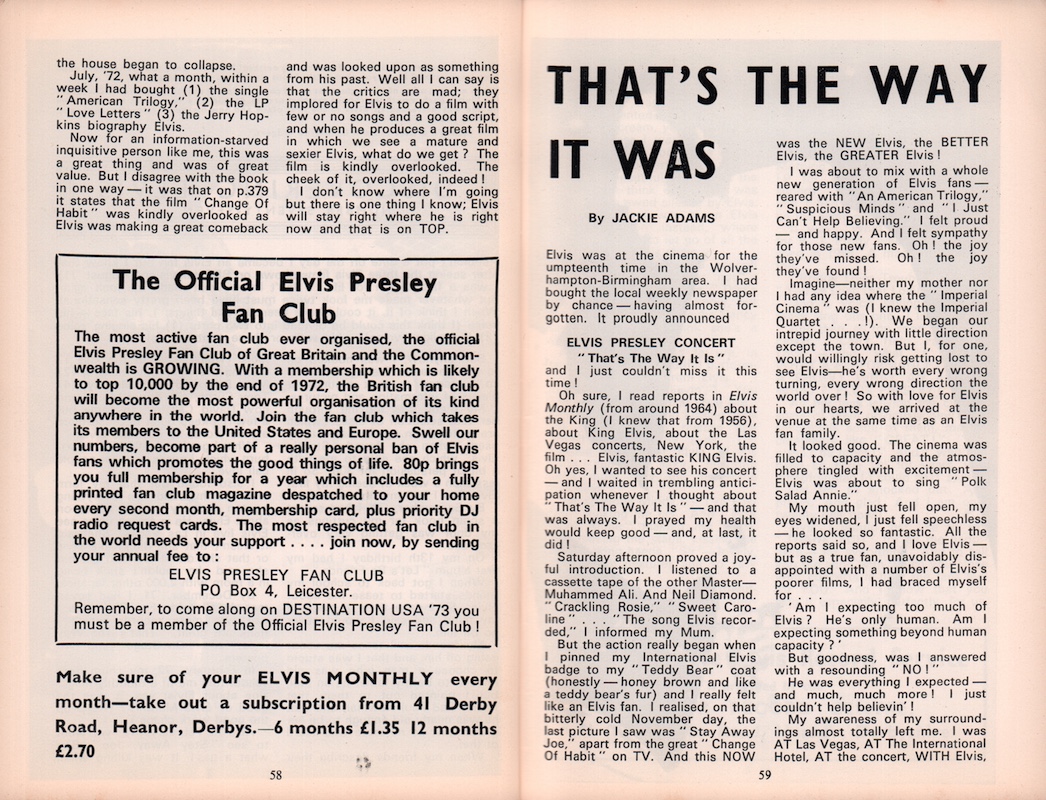 the house began to collapse.
July, '72, what a month, within a
week I had bought (1) the single
"American Trilogy," (2) the LP
"Love Letters" (3) the Jerry Hop-
kins biography Elvis.
Now for an information-starved
inquisitive person like me, this was
a great thing and was of great
value. But I disagree with the book
in one way — it was that on p.379
it states that the film "Change Of
Habit" was kindly overlooked as
Elvis was making a great comeback
and was looked upon as something
from his past. Well all I can say is
that the critics are mad; they
implored for Elvis to do a film with
few or no songs and a good script,
and when he produces a great film
in which we see a mature and
sexier Elvis, what do we get ? The
film is kindly overlooked. The
cheek of it, overlooked, indeed !
I don't know where I'm going
but there is one thing I know; Elvis
will stay right where he is right
now and that is on TOP.
The Official Elvis Presley
Fan Club
The most active fan club ever organised, the official
Elvis Presley Fan Club of Great Britain and the Common-
wealth is GROWING. With a membership which is likely
to top 10,000 by the end of 1972, the British fan club
will become the most powerful organisation of its kind
anywhere in the world. Join the fan club which takes
its members to the United States and Europe. Swell our
numbers, become part of a really personal ban of Elvis
fans which promotes the good things of life. 80p brings
you full membership for a year which includes a fully
printed fan club magazine despatched to your home
every second month, membership card, plus priority DJ
radio request cards. The most respected fan club in
the world needs your support . . . . join now, by sending
your annual fee to :
ELVIS PRESLEY FAN CLUB
PO Box 4, Leicester.
Remember, to come along on DESTINATION USA '73 you
must be a member of the Official Elvis Presley Fan Club !
Make sure of your ELVIS MONTHLY every
month—take out a subscription from 41 Derby
Road, Heanor, Derbys.—6 months £1.35 12 months
£2.70
58
THAT'S THE WAY
IT WAS
By JACKIE ADAMS
Elvis was at the cinema for the
umpteenth time in the Wolver-
hampton-Birmingham area. I had
bought the local weekly newspaper
by chance — having almost for-
gotten. It proudly announced
ELVIS PRESLEY CONCERT
"That's The Way It Is"
and I just couldn't miss it this
time !
Oh sure, I read reports in Elvis
Monthly (from around 1964) about
the King (I knew that from 1956),
about King Elvis, about the Las
Vegas concerts, New York, the
film . . . Elvis, fantastic KING Elvis.
Oh yes, I wanted to see his concert
— and I waited in trembling antici-
pation whenever I thought about
"That's The Way It Is" — and that
was always. I prayed my health
would keep good — and, at last, it
did !
Saturday afternoon proved a joy-
ful introduction. I listened to a
cassette tape of the other Master—
Muhammed Ali. And Neil Diamond.
"Crackling Rosie," "Sweet Caro-
line" . . . "The song Elvis recor-
ded," I informed my Mum.
But the action really began when
I pinned my International Elvis
badge to my "Teddy Bear" coat
(honestly — honey brown and like
a teddy bear's fur) and I really felt
like an Elvis fan. I realised, on that
bitterly cold November day, the
last picture I saw was "Stay Away
Joe," apart from the great "Change
Of Habit" on TV. And this NOW
was the NEW Elvis, the BETTER
Elvis, the GREATER Elvis !
I was about to mix with a whole
new generation of Elvis fans —
reared with "An American Trilogy,"
"Suspicious Minds" and "I Just
Can't Help Believing." I felt proud
— and happy. And I felt sympathy
for those new fans. Oh ! the joy
they've missed. Oh ! the joy
they've found !
Imagine—neither my mother nor
I had any idea where the "Imperial
Cinema" was (I knew the Imperial
Quartet . . . !). We began our
intrepid journey with little direction
except the town. But I, for one,
would willingly risk getting lost to
see Elvis—he's worth every wrong
turning, every wrong direction the
world over ! So with love for Elvis
in our hearts, we arrived at the
venue at the same time as an Elvis
fan family.
It looked good. The cinema was
filled to capacity and the atmos-
phere tingled with excitement —
Elvis was about to sing "Polk
Salad Annie."
My mouth just fell open, my
eyes widened, I just fell speechless
— he looked so fantastic. All the
reports said so, and I love Elvis —
but as a true fan, unavoidably dis-
appointed with a number of Elvis's
poorer films, I had braced myself
for . . .
'Am I expecting too much of
Elvis ? He's only human. Am I
expecting something beyond human
capacity ?'
But goodness, was I answered
with a resounding "NO !"
He was everything I expected —
and much, much more ! I just
couldn't help believin' !
My awareness of my surround-
ings almost totally left me. I was
AT Las Vegas, AT The International
Hotel, AT the concert, WITH Elvis,
59